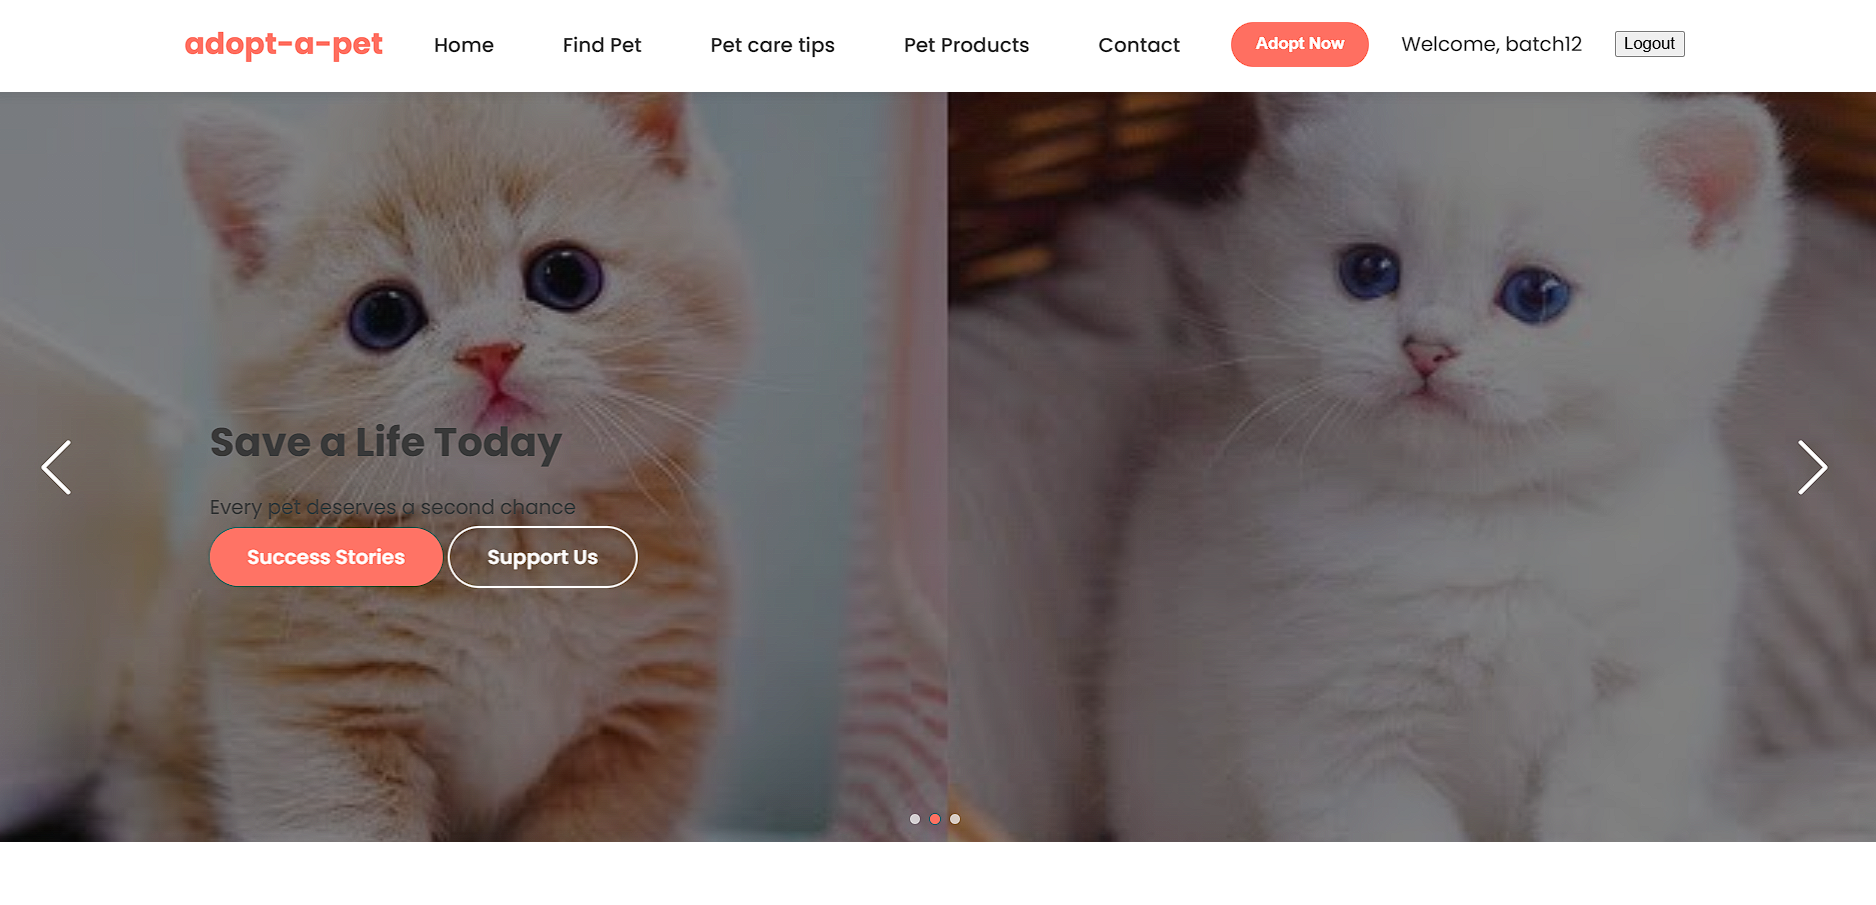 adopt-a-pet Home Find Pet Pet care tips Pet Products Contact Adopt Now Welcome, batch12 Logout
Save a Life Today
Every pet deserves a second chance
Success Stories Support Us